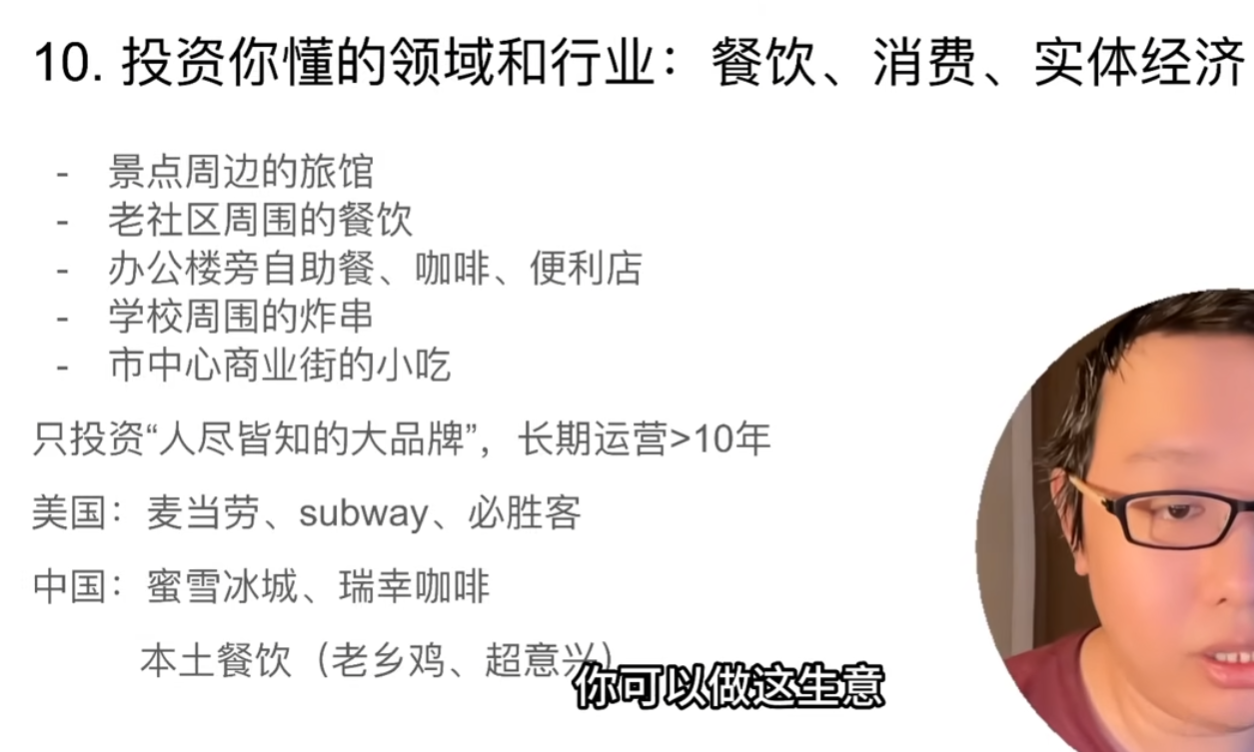 10. 投资你懂的领域和行业：餐饮、消费、实体经济
- 景点周边的旅馆
- 老社区周围的餐饮
- 办公楼旁自助餐、咖啡、便利店
- 学校周围的炸串
- 市中心商业街的小吃
只投资“人尽皆知的大品牌”，长期运营>10年
美国：麦当劳、subway、必胜客
中国：蜜雪冰城、瑞幸咖啡
本土餐饮（老乡鸡、超意兴）
你可以做这生意